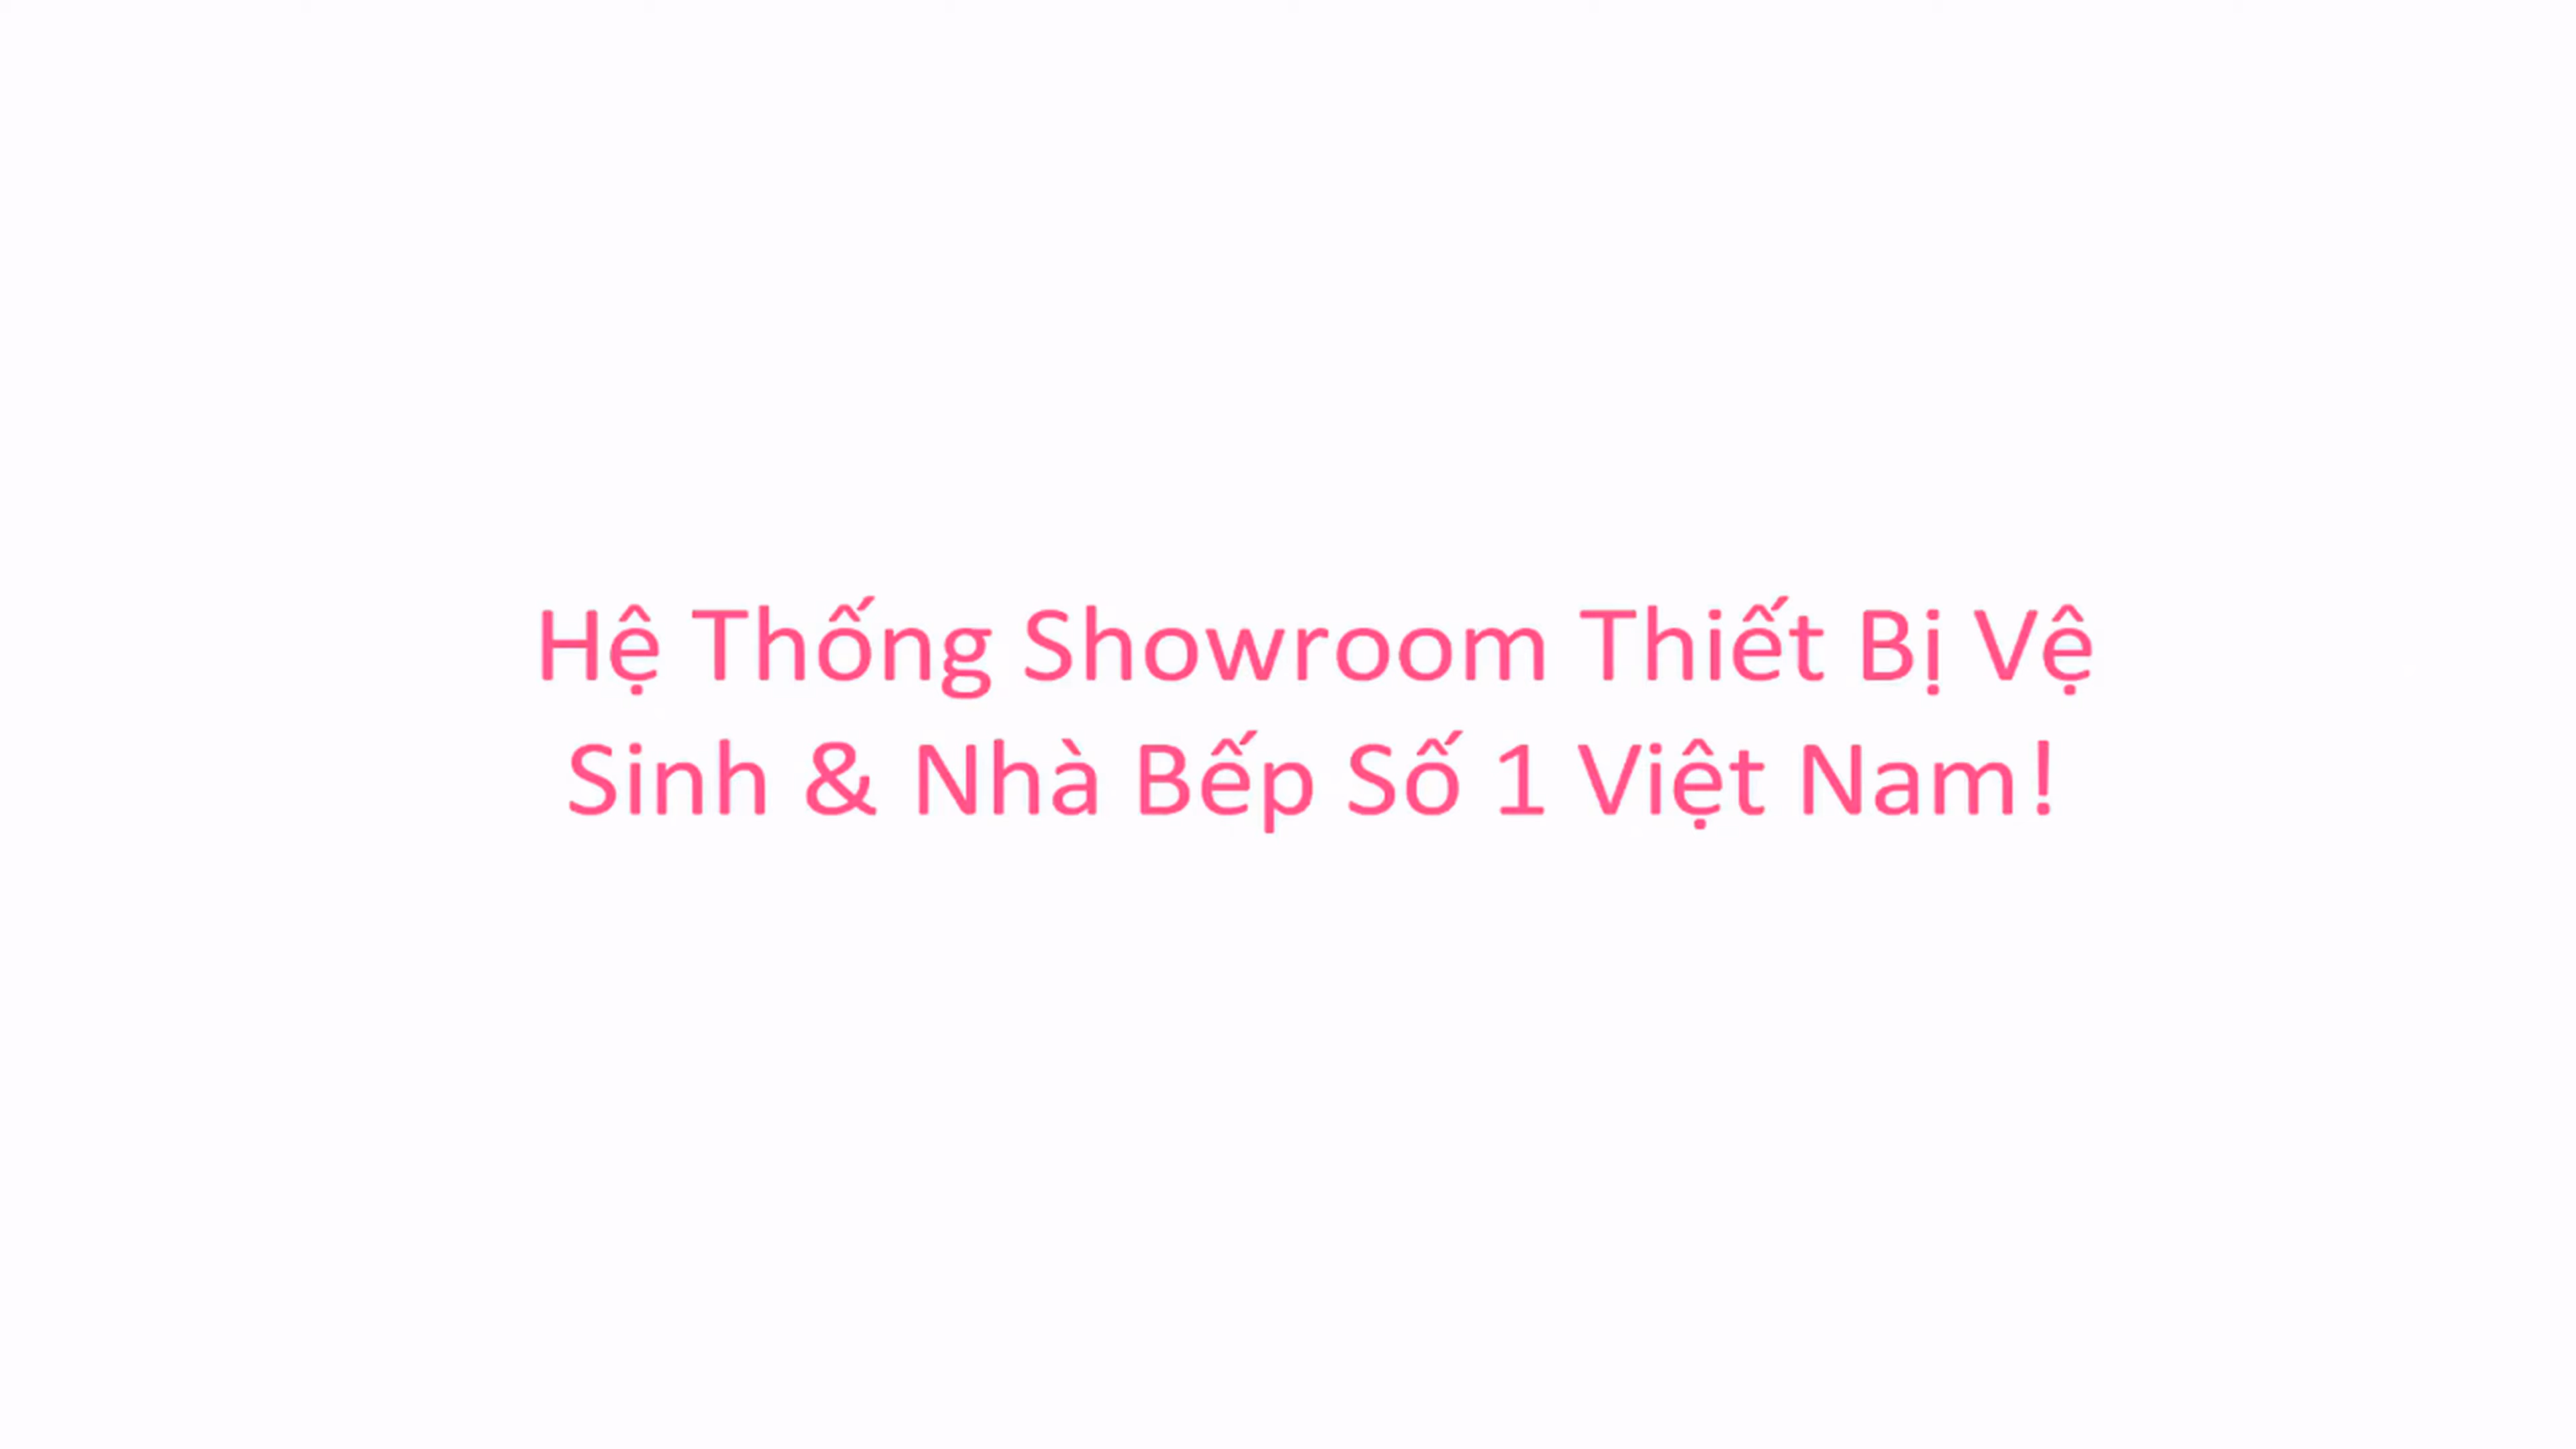 Hệ Thống Showroom Thiết Bị Vệ
Sinh & Nhà Bếp Số 1 Việt Nam!